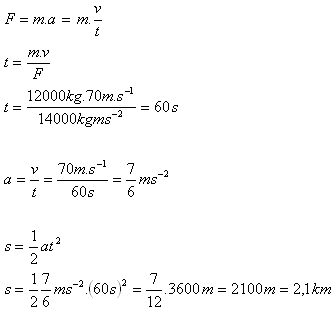 F = m.a = m.v/t
t = m.v/F
t = 12000kg.70m.s⁻¹/14000kgms⁻² = 60s
a = v/t = 70m.s⁻¹/60s = 7/6 ms⁻²
s = 1/2 at²
s = 1/2 7/6 ms⁻².(60s)² = 7/12 .3600m = 2100m = 2,1km